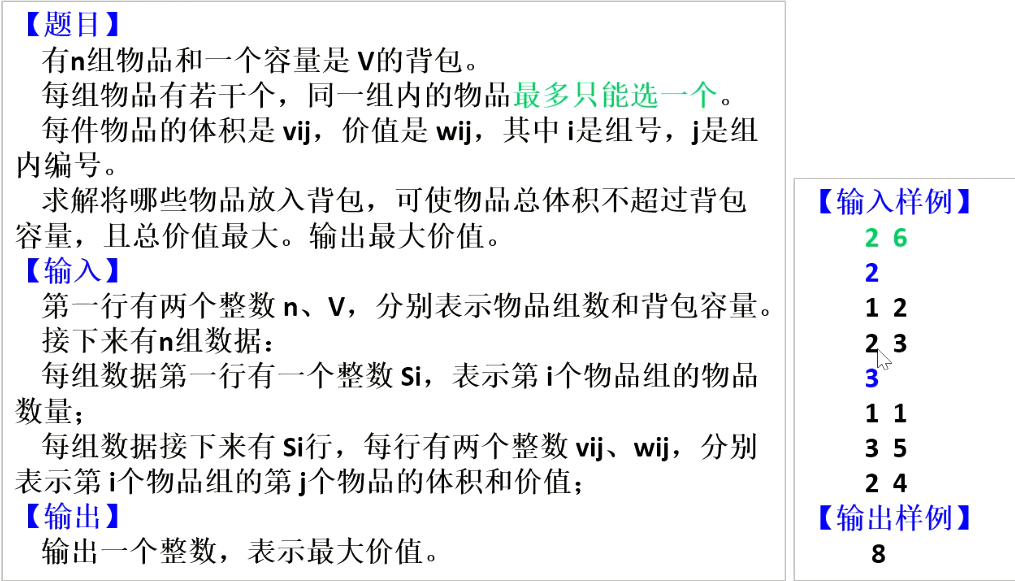 【题目】
有n组物品和一个容量是 V的背包。
每组物品有若干个，同一组内的物品最多只能选一个。
每件物品的体积是 vij，价值是 wij，其中 i是组号，j是组
内编号。
求解将哪些物品放入背包，可使物品总体积不超过背包
容量，且总价值最大。输出最大价值。
【输入】
第一行有两个整数 n、V，分别表示物品组数和背包容量。
接下来有n组数据：
每组数据第一行有一个整数 Si，表示第 i个物品组的物品
数量；
每组数据接下来有 Si行，每行有两个整数 vij、wij，分别
表示第 i个物品组的第 j个物品的体积和价值；
【输出】
输出一个整数，表示最大价值。
【输入样例】
2 6
2
1 2
2 3
3
1 1
3 5
2 4
【输出样例】
8